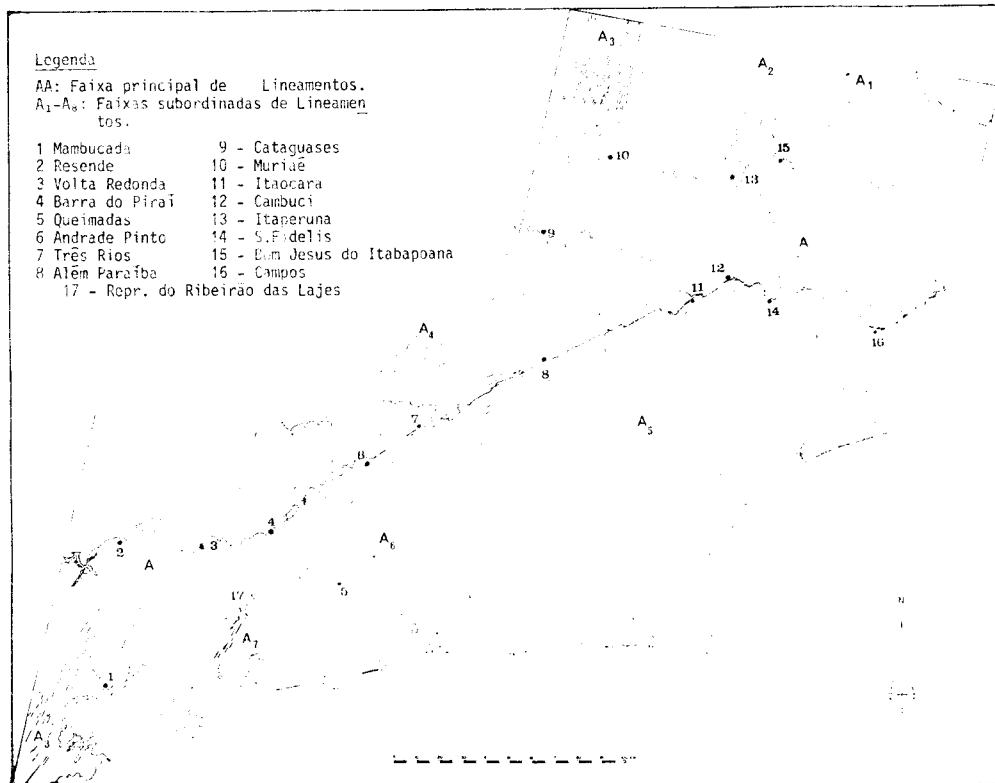 Legenda
AA: Faixa principal de Lineamentos.
A₁-A₈: Faixas subordinadas de Lineamen
tos.
1 Mambucada
2 Resende
3 Volta Redonda
4 Barra do Piraí
5 Queimadas
6 Andrade Pinto
7 Três Rios
8 Além Paraíba
9 - Cataguases
10 - Muriaé
11 - Itaocara
12 - Cambuci
13 - Itaperuna
14 - S.Fidelis
15 - Bom Jesus do Itabapoana
16 - Campos
17 - Repr. do Ribeirão das Lajes
A₃
A₂
A₁
10
15
13
9
A
12
11
14
16
A₄
8
7
A₅
6
4
2
3
A
A₆
5
17
N
A₇
1
A₈